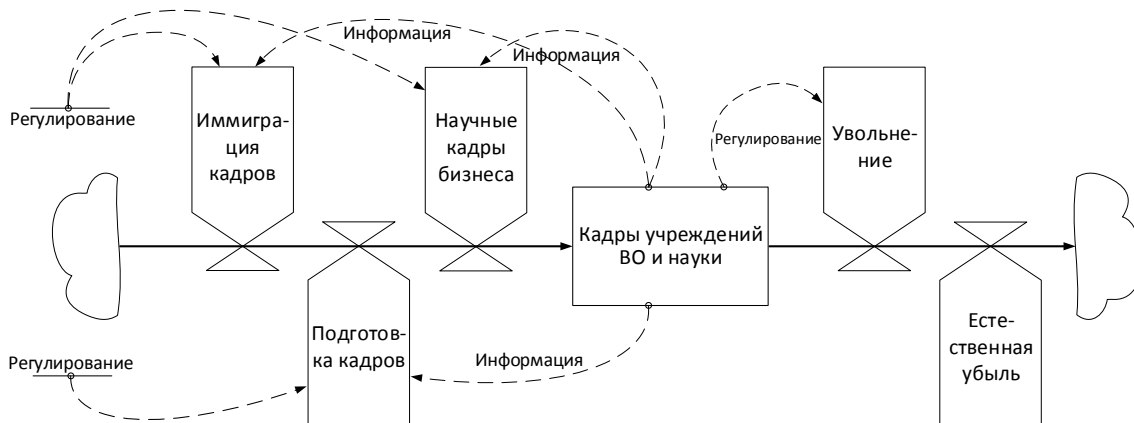 Информация
Информация
Регулирование
Иммигра-
ция
кадров
Научные
кадры
бизнеса
Регулирование
Увольне-
ние
Кадры учреждений
ВО и науки
Подготов-
ка кадров
Информация
Регулирование
Есте-
ственная
убыль